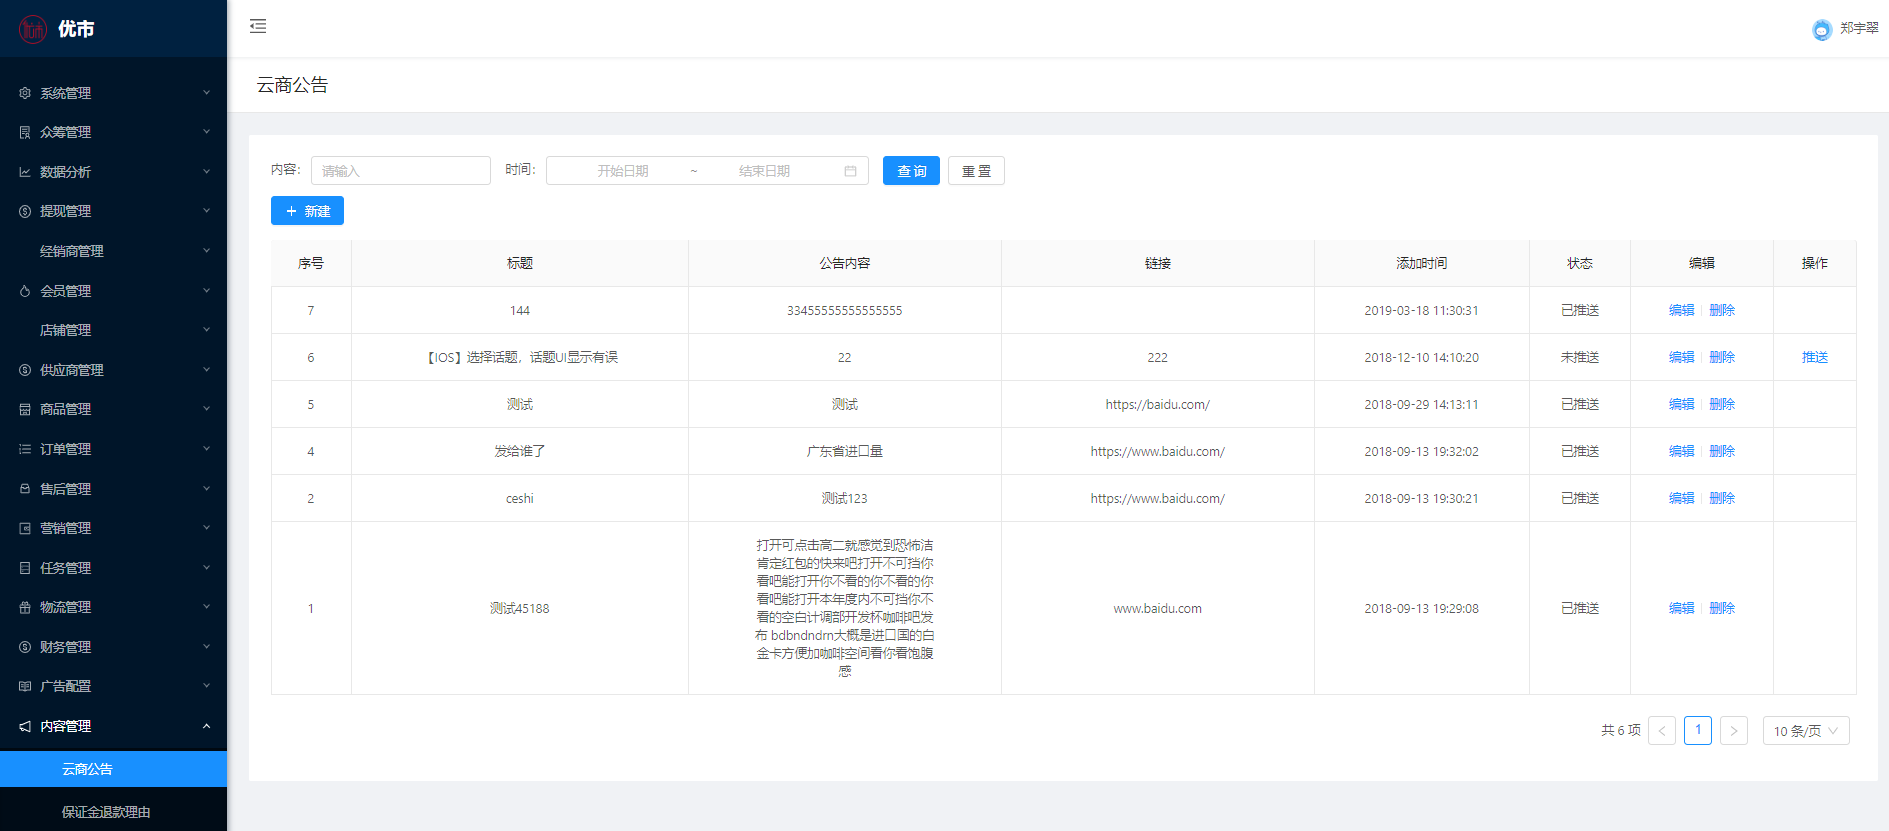 优市
郑宇翠
系统管理
众筹管理
数据分析
提现管理
经销商管理
会员管理
店铺管理
供应商管理
商品管理
订单管理
售后管理
营销管理
任务管理
物流管理
财务管理
广告配置
内容管理
云商公告
保证金退款理由
云商公告
内容: 请输入 时间: 开始日期 ~ 结束日期 查询 重置
+ 新建
序号 标题 公告内容 链接 添加时间 状态 编辑 操作
7 144 33455555555555555 2019-03-18 11:30:31 已推送 编辑 删除
6 【IOS】选择话题，话题UI显示有误 22 222 2018-12-10 14:10:20 未推送 编辑 删除 推送
5 测试 测试 https://baidu.com/ 2018-09-29 14:13:11 已推送 编辑 删除
4 发给谁了 广东省进口量 https://www.baidu.com/ 2018-09-13 19:32:02 已推送 编辑 删除
2 ceshi 测试123 https://www.baidu.com/ 2018-09-13 19:30:21 已推送 编辑 删除
打开可点击高二就感觉到恐怖洁
肯定红包的快来吧打开不可挡你
看吧能打开你不看的你不看的你
看吧能打开本年度内不可挡你不
1 测试45188 www.baidu.com 2018-09-13 19:29:08 已推送 编辑 删除
看的空白计调部开发杯咖啡吧发
布 bdbndndrn大概是进口国的白
金卡方便加咖啡空间看你看饱腹
感
共 6 项 < 1 > 10 条/页